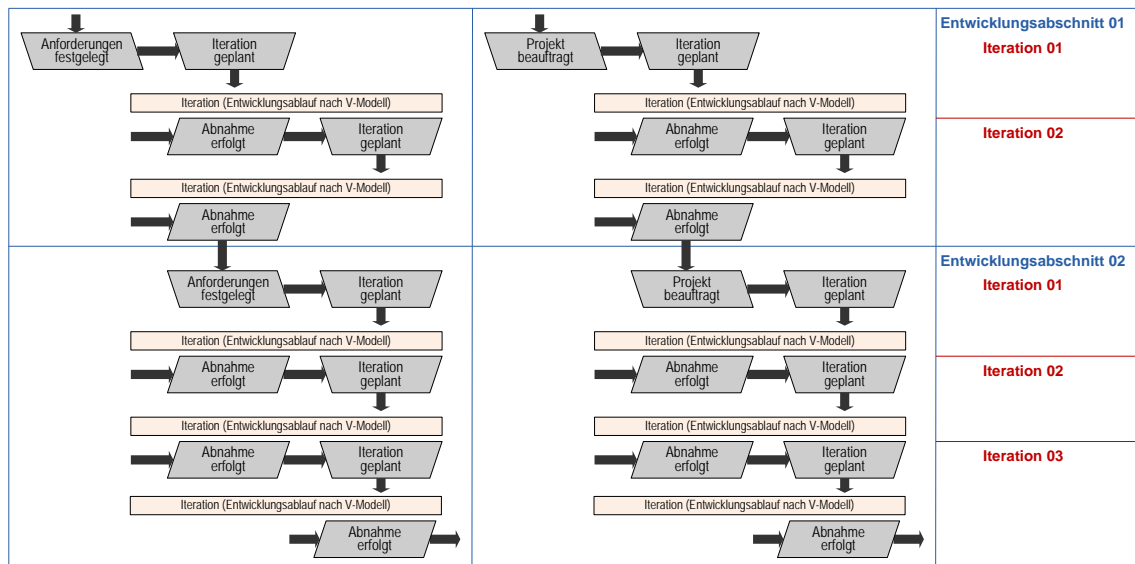 Entwicklungsabschnitt 01
Anforderungen
festgelegt
Iteration
geplant
Projekt
beauftragt
Iteration
geplant
Iteration 01
Iteration (Entwicklungsablauf nach V-Modell)
Iteration (Entwicklungsablauf nach V-Modell)
Abnahme
erfolgt
Iteration
geplant
Abnahme
erfolgt
Iteration
geplant
Iteration 02
Iteration (Entwicklungsablauf nach V-Modell)
Iteration (Entwicklungsablauf nach V-Modell)
Abnahme
erfolgt
Abnahme
erfolgt
Entwicklungsabschnitt 02
Anforderungen
festgelegt
Iteration
geplant
Projekt
beauftragt
Iteration
geplant
Iteration 01
Iteration (Entwicklungsablauf nach V-Modell)
Iteration (Entwicklungsablauf nach V-Modell)
Abnahme
erfolgt
Iteration
geplant
Abnahme
erfolgt
Iteration
geplant
Iteration 02
Iteration (Entwicklungsablauf nach V-Modell)
Iteration (Entwicklungsablauf nach V-Modell)
Abnahme
erfolgt
Iteration
geplant
Abnahme
erfolgt
Iteration
geplant
Iteration 03
Iteration (Entwicklungsablauf nach V-Modell)
Iteration (Entwicklungsablauf nach V-Modell)
Abnahme
erfolgt
Abnahme
erfolgt